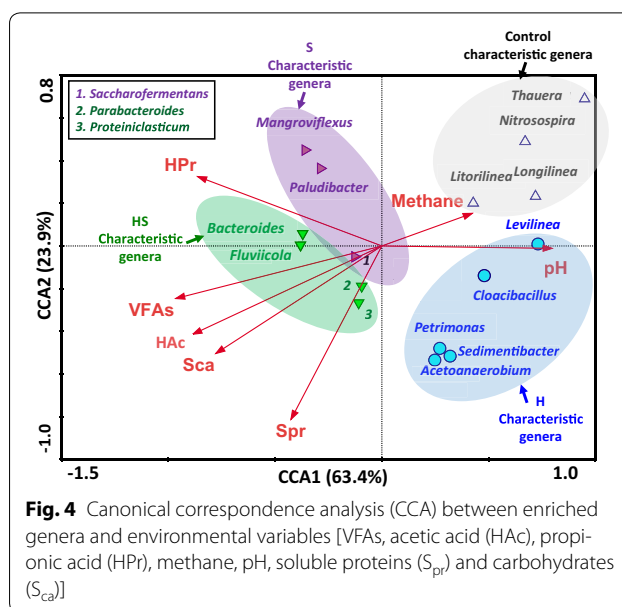 S
Characteristic
genera
Control
characteristic genera
0.8
1. Saccharofermentans
2. Parabacteroides
3. Proteiniclasticum
Mangroviflexus
Thauera
Nitrosospira
HPr
Paludibacter
Methane
Litorilinea
Longilinea
HS
Characteristic
genera
Bacteroides
Fluviicola
Levilinea
1
pH
VFAs
2
Cloacibacillus
3
HAc
Petrimonas
Sca
Sedimentibacter
Acetoanaerobium
Spr
H
Characteristic
genera
CCA2 (23.9%)
-1.0
-1.5
CCA1 (63.4%)
1.0
Fig. 4 Canonical correspondence analysis (CCA) between enriched
genera and environmental variables [VFAs, acetic acid (HAc), propi-
onic acid (HPr), methane, pH, soluble proteins (Spr) and carbohydrates
(Sca)]